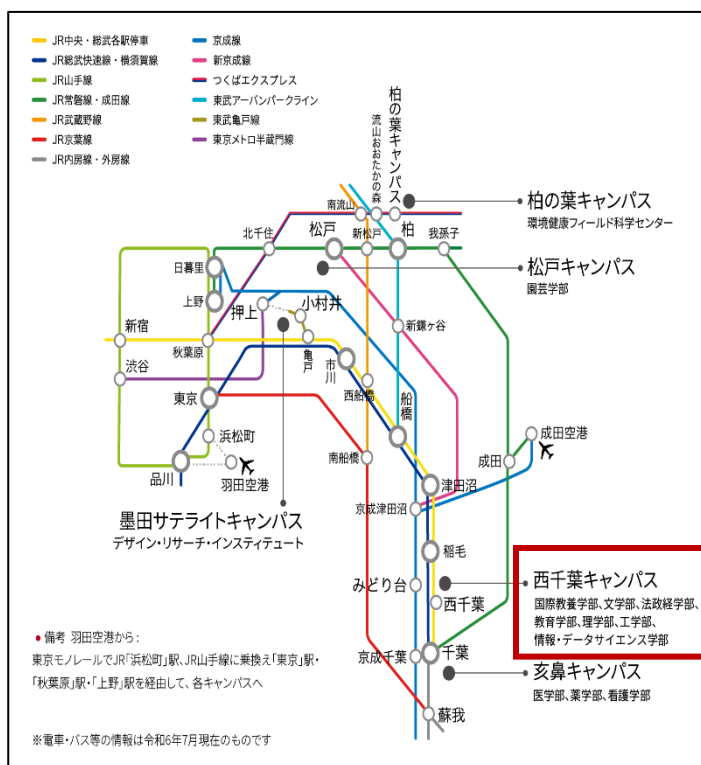 JR中央・総武各駅停車
JR総武快速線・横須賀線
JR山手線
JR常磐線・成田線
JR武蔵野線
JR京葉線
JR内房線・外房線
京成線
新京成線
つくばエクスプレス
東武アーバンパークライン
東武亀戸線
東京メトロ半蔵門線
柏の葉キャンパス
流山おおたかの森
南流山
柏の葉キャンパス
環境健康フィールド科学センター
北千住
松戸
新松戸
柏
我孫子
日暮里
松戸キャンパス
園芸学部
上野
押上
小村井
新宿
秋葉原
亀戸
新鎌ヶ谷
渋谷
市川
西船橋
船橋
東京
浜松町
成田空港
品川
羽田空港
南船橋
成田
津田沼
京成津田沼
墨田サテライトキャンパス
デザイン・リサーチ・インスティテュート
稲毛
みどり台
西千葉
西千葉キャンパス
国際教養学部、文学部、法政経学部、
教育学部、理学部、工学部、
情報・データサイエンス学部
京成千葉
千葉
亥鼻キャンパス
医学部、薬学部、看護学部
蘇我
● 備考 羽田空港から：
東京モノレールでJR「浜松町」駅、JR山手線に乗換え「東京」駅・
「秋葉原」駅・「上野」駅を経由して、各キャンパスへ
※電車・バス等の情報は令和6年7月現在のものです